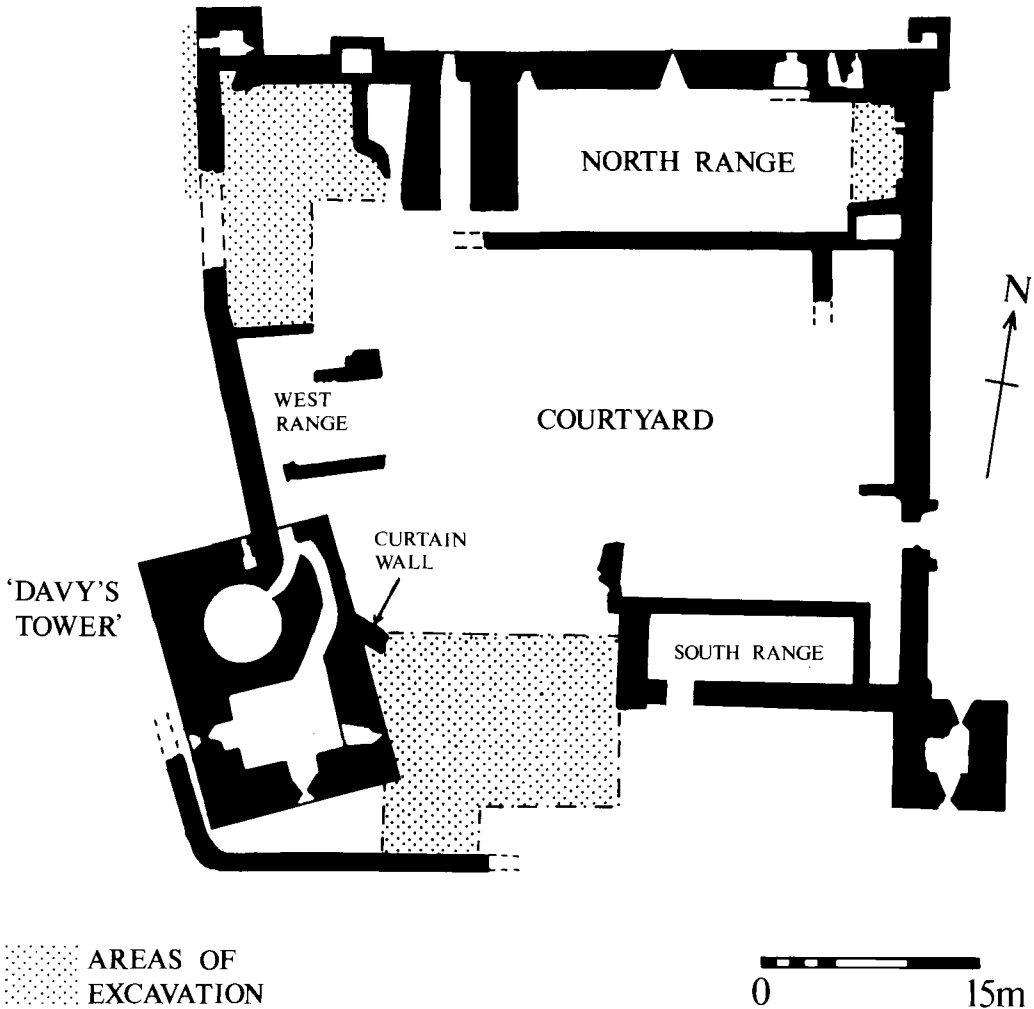 NORTH RANGE
N
WEST
RANGE
COURTYARD
CURTAIN
WALL
‘DAVY’S
TOWER’
SOUTH RANGE
AREAS OF
EXCAVATION
0 15m